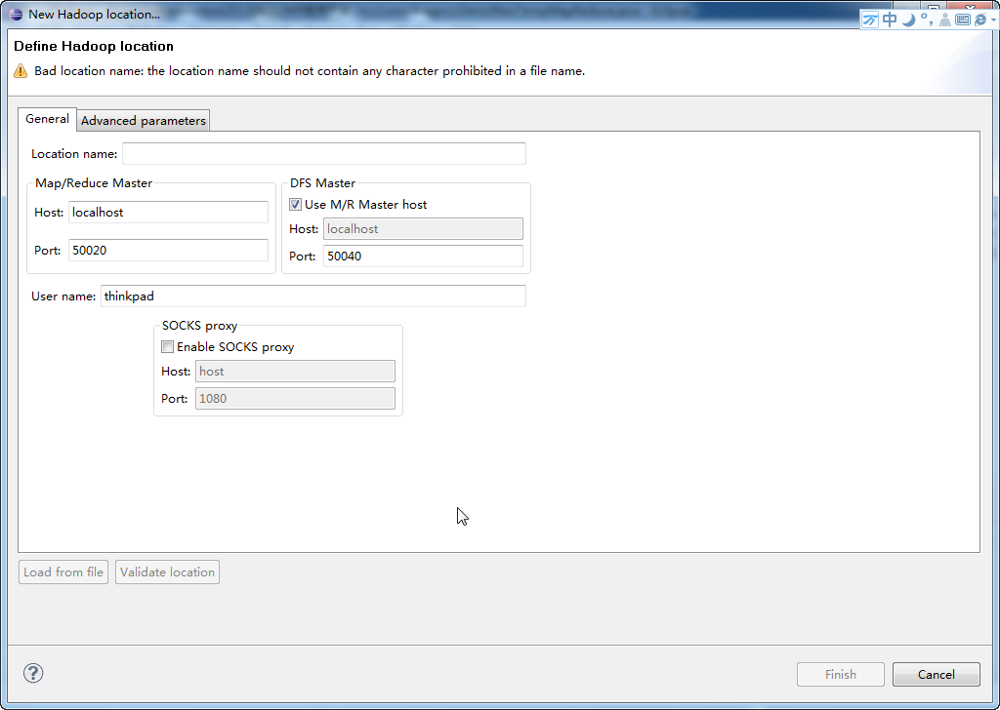 New Hadoop location...
中
Define Hadoop location
Bad location name: the location name should not contain any character prohibited in a file name.
General Advanced parameters
Location name:
Map/Reduce Master
Host: localhost
Port: 50020
DFS Master
Use M/R Master host
Host: localhost
Port: 50040
User name: thinkpad
SOCKS proxy
Enable SOCKS proxy
Host: host
Port: 1080
Load from file Validate location
? Finish Cancel